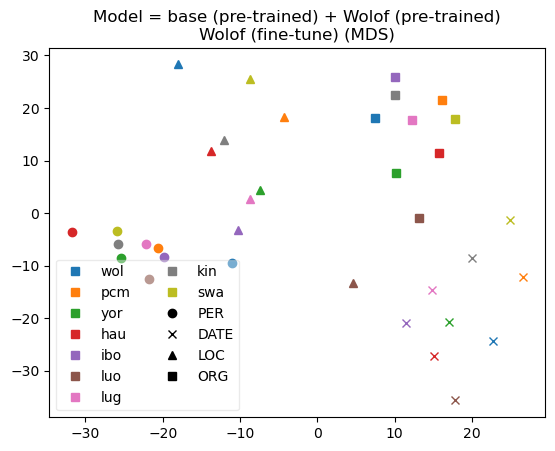 Model = base (pre-trained) + Wolof (pre-trained)
Wolof (fine-tune) (MDS)
30
20
10
0
−10
−20
−30
wol
pcm
yor
hau
ibo
luo
lug
kin
swa
PER
DATE
LOC
ORG
−30 −20 −10 0 10 20